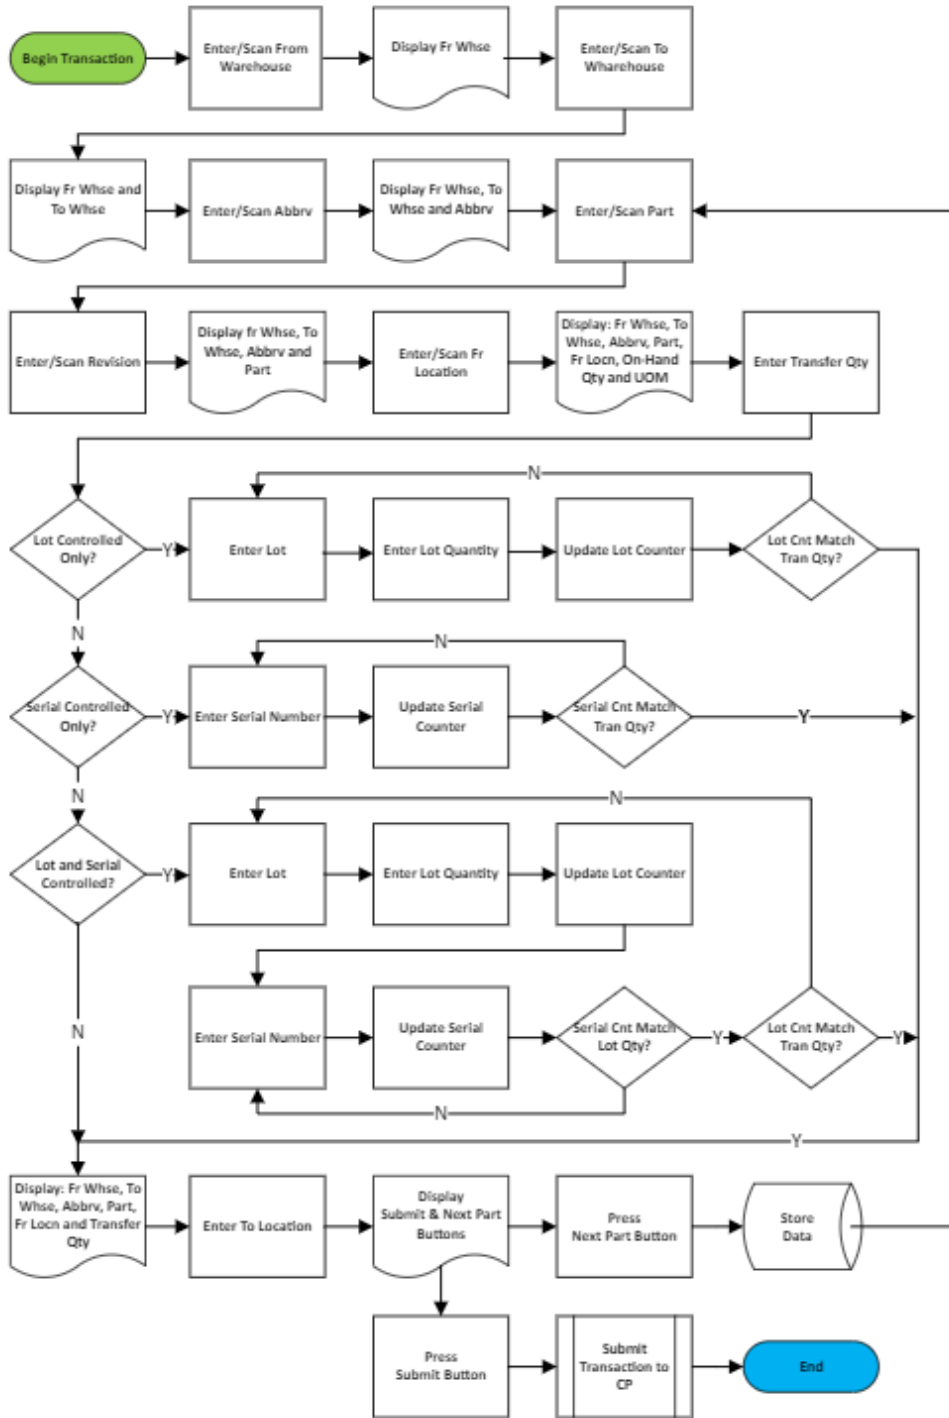 Begin Transaction
Enter/Scan From
Warehouse
Display Fr Whse
Enter/Scan To
Wharehouse
Display Fr Whse and
To Whse
Enter/Scan Abbrv
Display Fr Whse, To
Whse and Abbrv
Enter/Scan Part
Enter/Scan Revision
Display fr Whse, To
Whse, Abbrv and
Part
Enter/Scan Fr
Location
Display: Fr Whse, To
Whse, Abbrv, Part,
Fr Locn, On-Hand
Qty and UOM
Enter Transfer Qty
N
Lot Controlled
Only?
Y
Enter Lot
Enter Lot Quantity
Update Lot Counter
Lot Cnt Match
Tran Qty?
N
N
Serial Controlled
Only?
Y
Enter Serial Number
Update Serial
Counter
Serial Cnt Match
Tran Qty?
Y
N
N
Lot and Serial
Controlled?
Y
Enter Lot
Enter Lot Quantity
Update Lot Counter
N
Enter Serial Number
Update Serial
Counter
Serial Cnt Match
Lot Qty?
Y
Lot Cnt Match
Tran Qty?
Y
N
Y
Display: Fr Whse, To
Whse, Abbrv, Part,
Fr Locn and Transfer
Qty
Enter To Location
Display
Submit & Next Part
Buttons
Press
Next Part Button
Store
Data
Press
Submit Button
Submit
Transaction to
CP
End